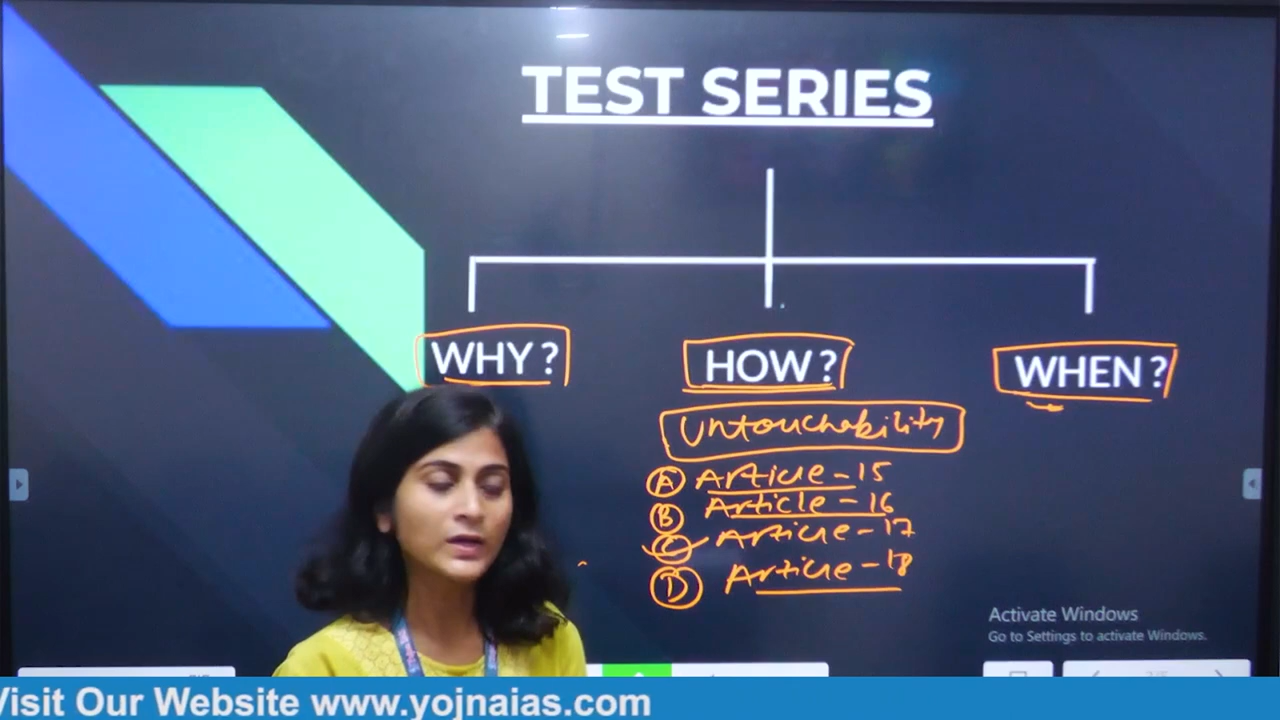 TEST SERIES
WHY?
HOW?
WHEN?
Untouchability
A Article-15
B Article-16
C Article-17
D Article-18
Activate Windows
Go to Settings to activate Windows.
Visit Our Website www.yojnaias.com